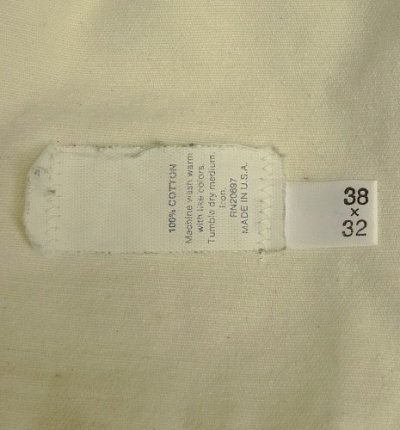 100% COTTON
Machine wash warm
with like colors.
Tumble dry medium.
Iron.
RN20697
MADE IN U.S.A.
38
×
32